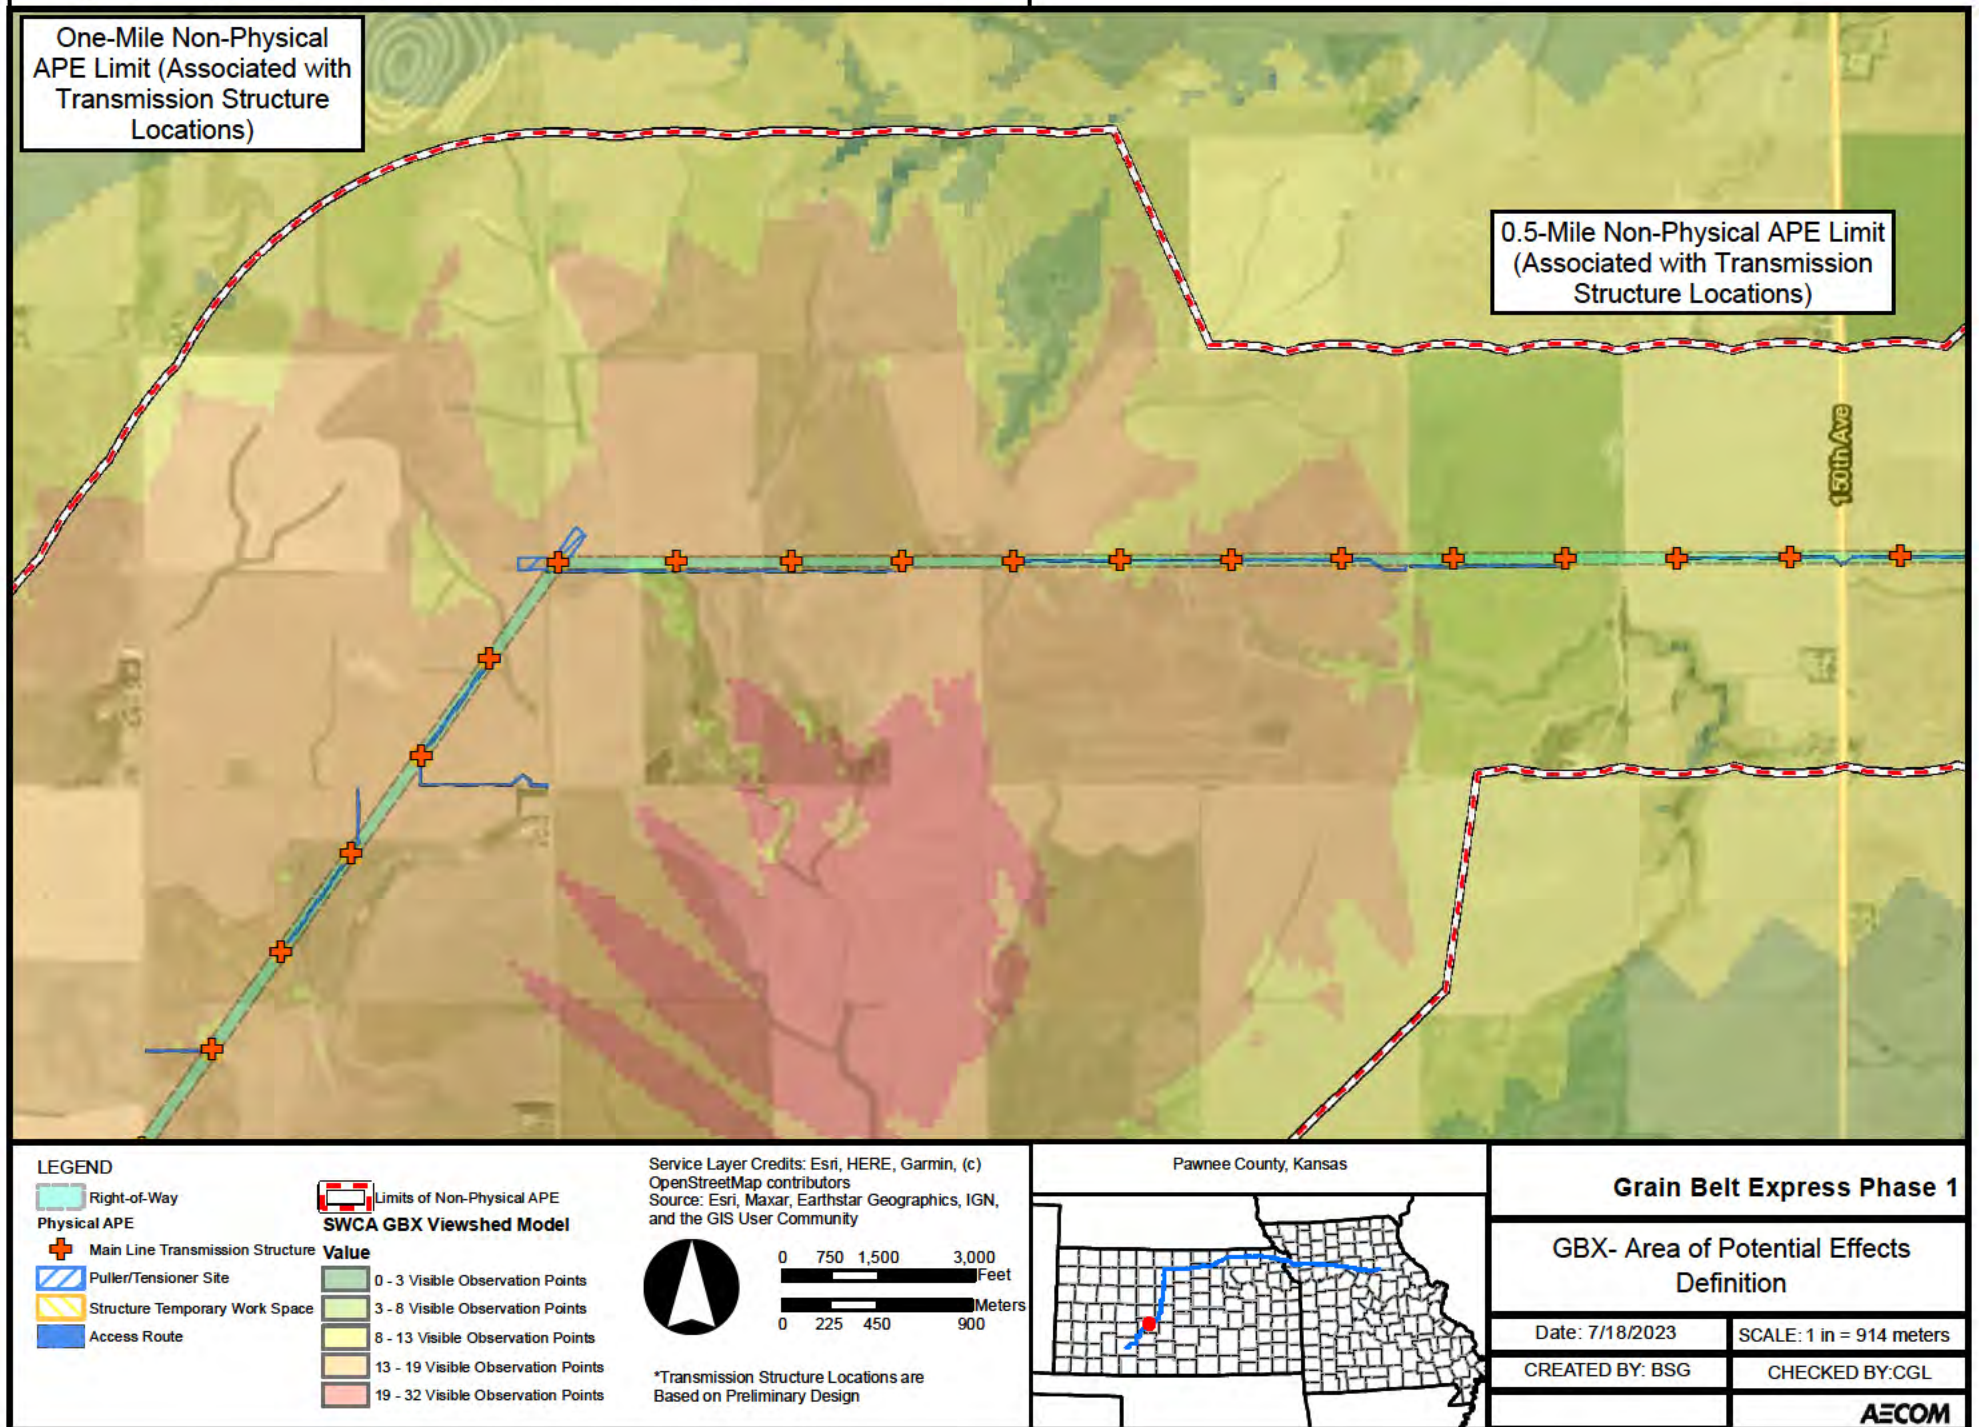 One-Mile Non-Physical
APE Limit (Associated with
Transmission Structure
Locations)
0.5-Mile Non-Physical APE Limit
(Associated with Transmission
Structure Locations)
150th Ave
LEGEND
Right-of-Way
Physical APE
Main Line Transmission Structure
Puller/Tensioner Site
Structure Temporary Work Space
Access Route
Limits of Non-Physical APE
SWCA GBX Viewshed Model
Value
0 - 3 Visible Observation Points
3 - 8 Visible Observation Points
8 - 13 Visible Observation Points
13 - 19 Visible Observation Points
19 - 32 Visible Observation Points
Service Layer Credits: Esri, HERE, Garmin, (c)
OpenStreetMap contributors
Source: Esri, Maxar, Earthstar Geographics, IGN,
and the GIS User Community
0 750 1,500 3,000
Feet
Meters
0 225 450 900
*Transmission Structure Locations are
Based on Preliminary Design
Pawnee County, Kansas
Grain Belt Express Phase 1
GBX- Area of Potential Effects
Definition
Date: 7/18/2023
SCALE: 1 in = 914 meters
CREATED BY: BSG
CHECKED BY:CGL
AECOM